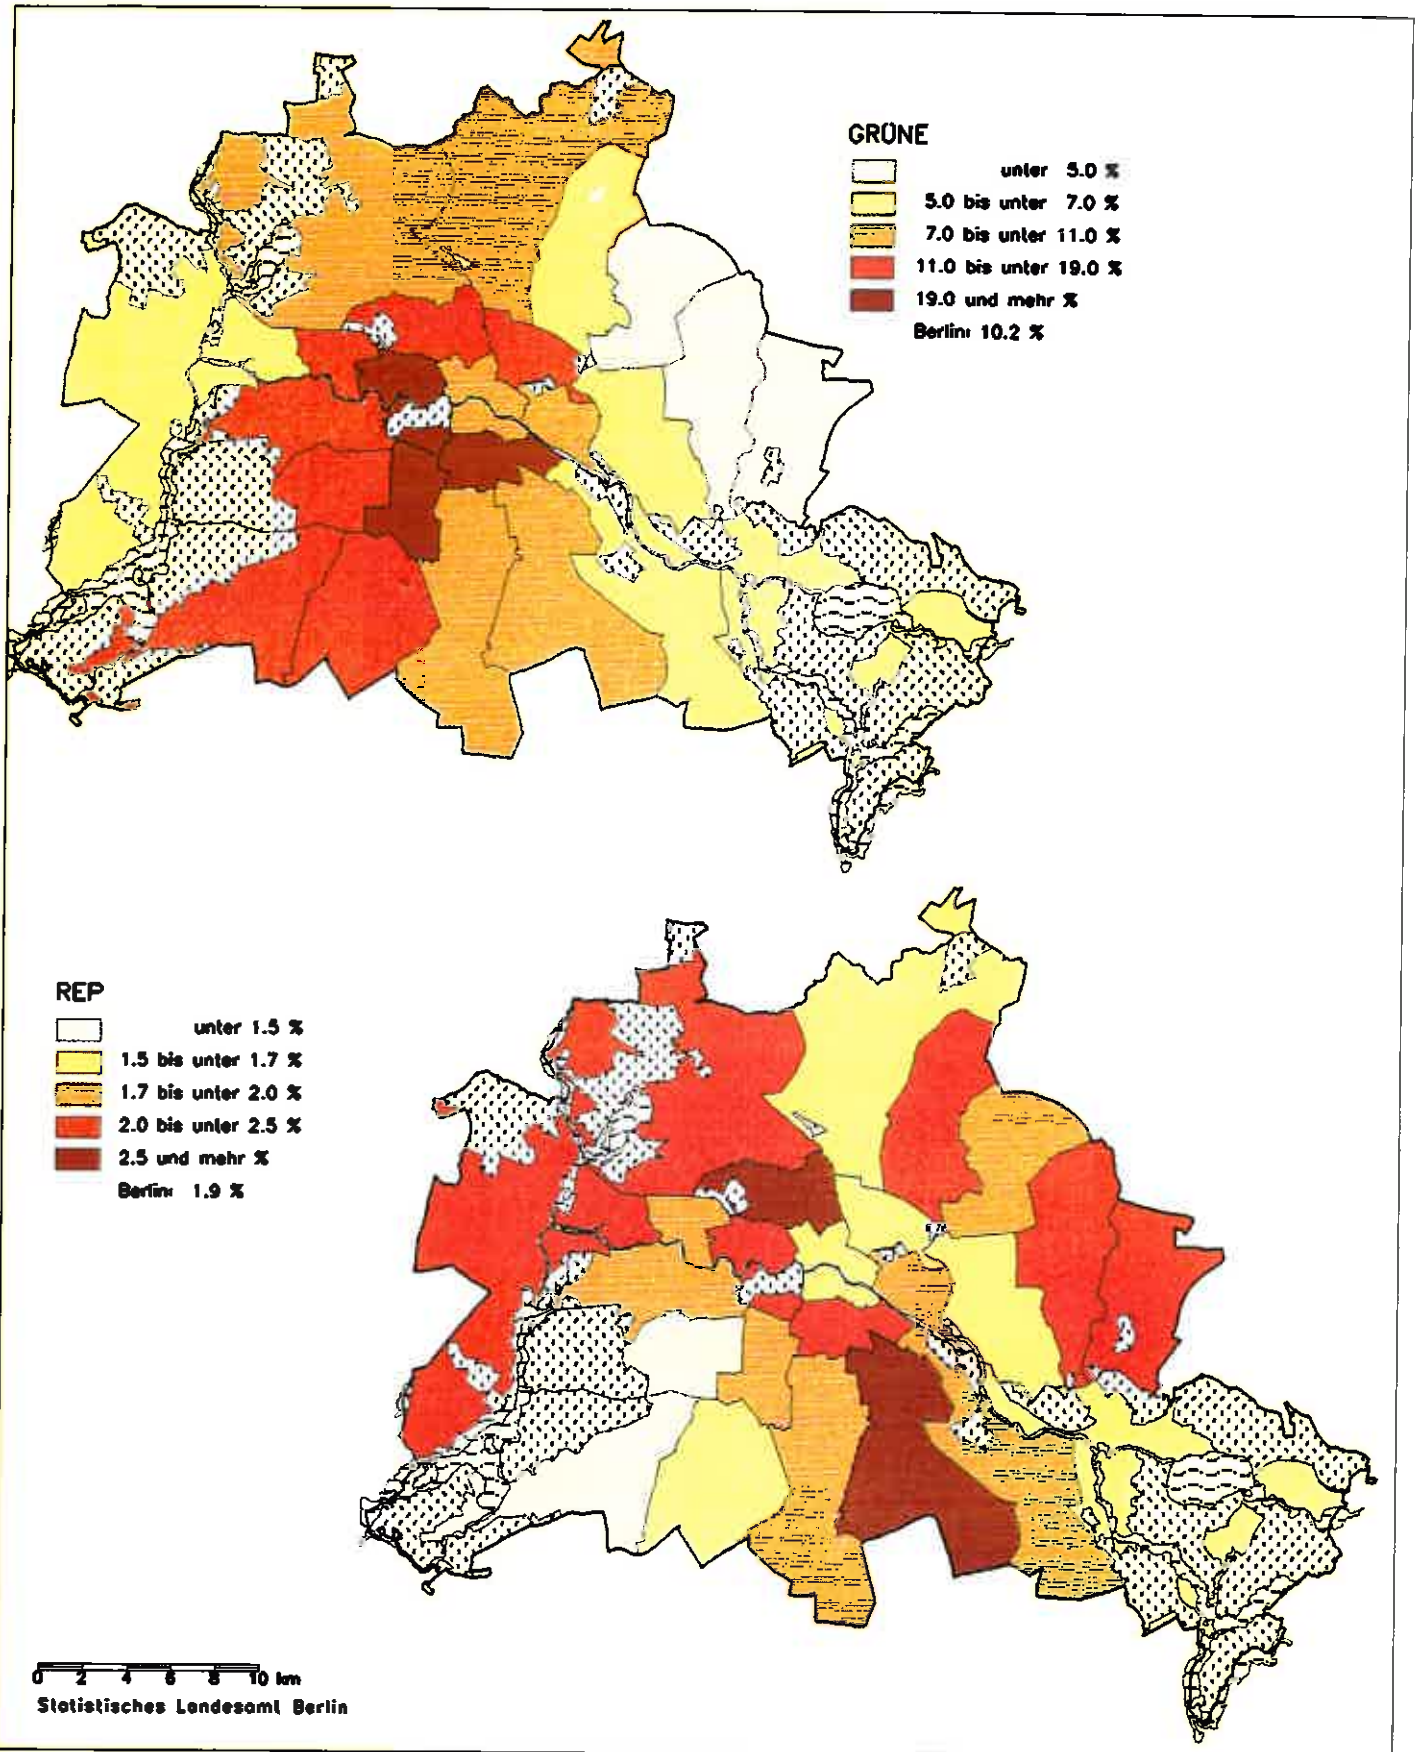 GRÜNE
unter 5.0 %
5.0 bis unter 7.0 %
7.0 bis unter 11.0 %
11.0 bis unter 19.0 %
19.0 und mehr %
Berlin: 10.2 %
REP
unter 1.5 %
1.5 bis unter 1.7 %
1.7 bis unter 2.0 %
2.0 bis unter 2.5 %
2.5 und mehr %
Berlin: 1.9 %
0 2 4 6 8 10 km
Statistisches Landesamt Berlin